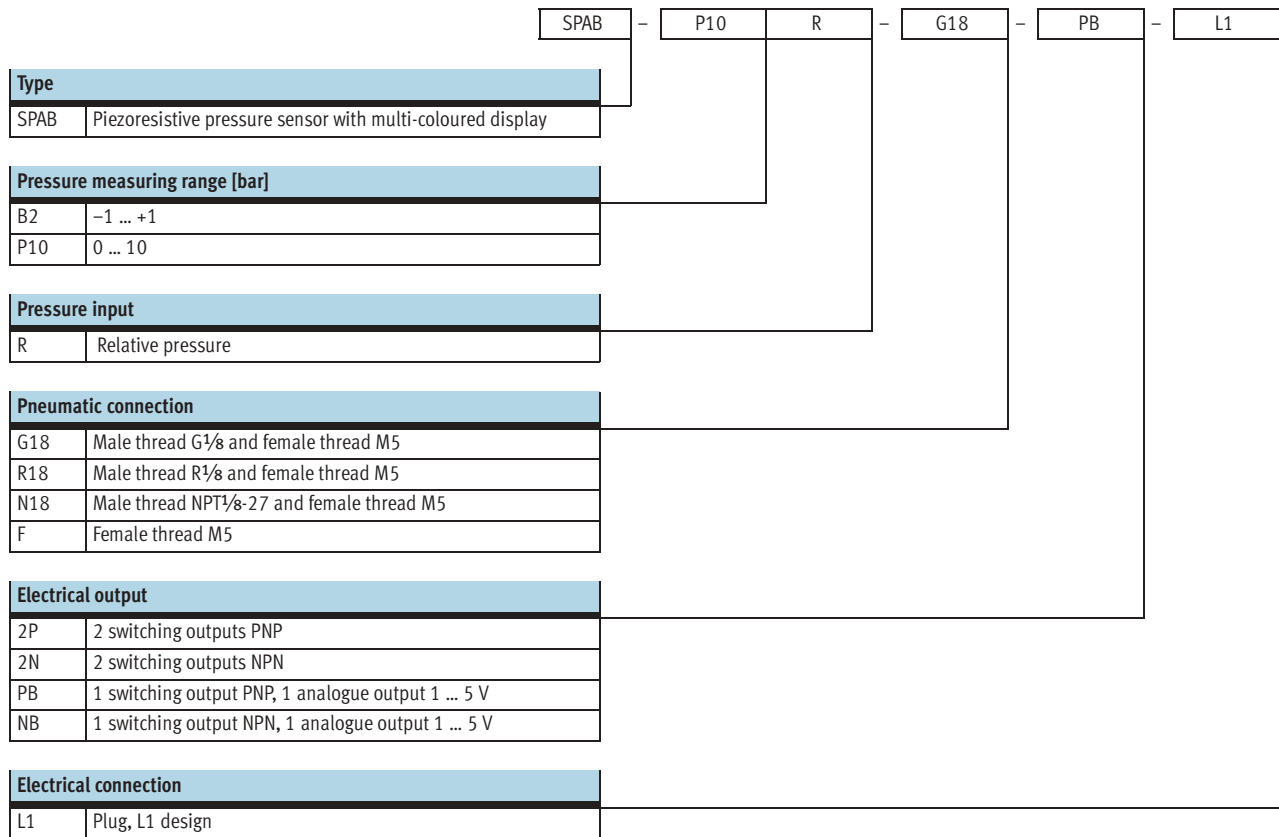 SPAB – P10 R – G18 – PB – L1
Type
SPAB Piezoresistive pressure sensor with multi-coloured display
Pressure measuring range [bar]
B2 –1 … +1
P10 0 … 10
Pressure input
R Relative pressure
Pneumatic connection
G18 Male thread G⅛ and female thread M5
R18 Male thread R⅛ and female thread M5
N18 Male thread NPT⅛-27 and female thread M5
F Female thread M5
Electrical output
2P 2 switching outputs PNP
2N 2 switching outputs NPN
PB 1 switching output PNP, 1 analogue output 1 … 5 V
NB 1 switching output NPN, 1 analogue output 1 … 5 V
Electrical connection
L1 Plug, L1 design